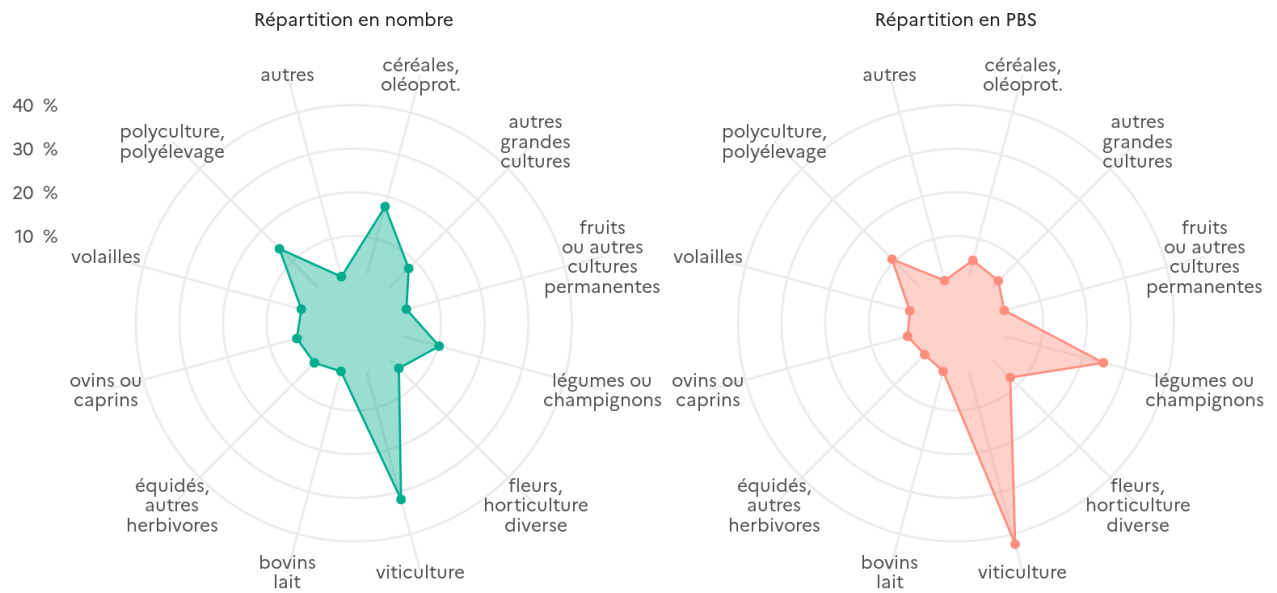 Répartition en nombre
autres
céréales,
oléoprot.
autres
grandes
cultures
fruits
ou autres
cultures
permanentes
légumes ou
champignons
fleurs,
horticulture
diverse
viticulture
bovins
lait
équidés,
autres
herbivores
ovins ou
caprins
volailles
polyculture,
polyélevage
40 %
30 %
20 %
10 %
Répartition en PBS
autres
céréales,
oléoprot.
autres
grandes
cultures
fruits
ou autres
cultures
permanentes
légumes ou
champignons
fleurs,
horticulture
diverse
viticulture
bovins
lait
équidés,
autres
herbivores
ovins ou
caprins
volailles
polyculture,
polyélevage